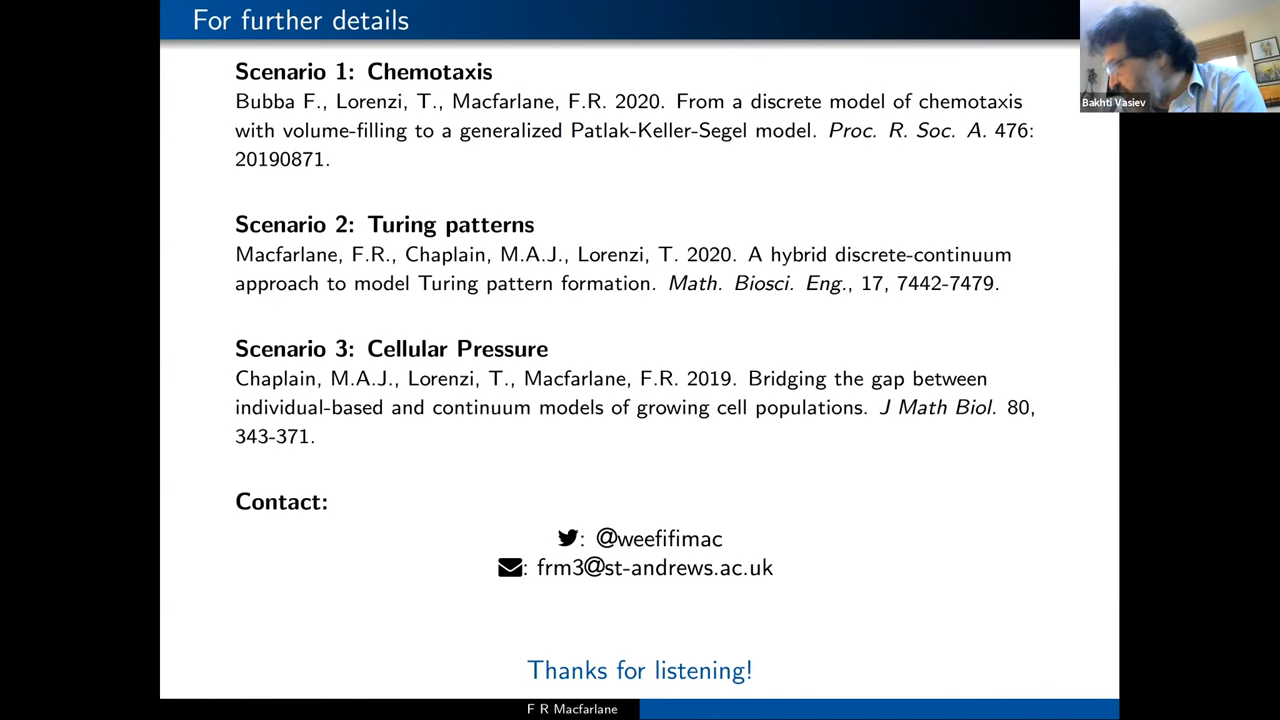 For further details
Bakhti Vasiev
Scenario 1: Chemotaxis
Bubba F., Lorenzi, T., Macfarlane, F.R. 2020. From a discrete model of chemotaxis
with volume-filling to a generalized Patlak-Keller-Segel model. Proc. R. Soc. A. 476:
20190871.
Scenario 2: Turing patterns
Macfarlane, F.R., Chaplain, M.A.J., Lorenzi, T. 2020. A hybrid discrete-continuum
approach to model Turing pattern formation. Math. Biosci. Eng., 17, 7442-7479.
Scenario 3: Cellular Pressure
Chaplain, M.A.J., Lorenzi, T., Macfarlane, F.R. 2019. Bridging the gap between
individual-based and continuum models of growing cell populations. J Math Biol. 80,
343-371.
Contact:
: @weefifimac
: frm3@st-andrews.ac.uk
Thanks for listening!
F R Macfarlane